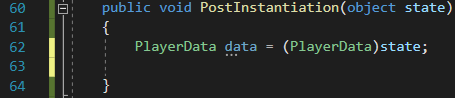 60 public void PostInstantiation(object state)
61 {
62 PlayerData data = (PlayerData)state;
63
64 }